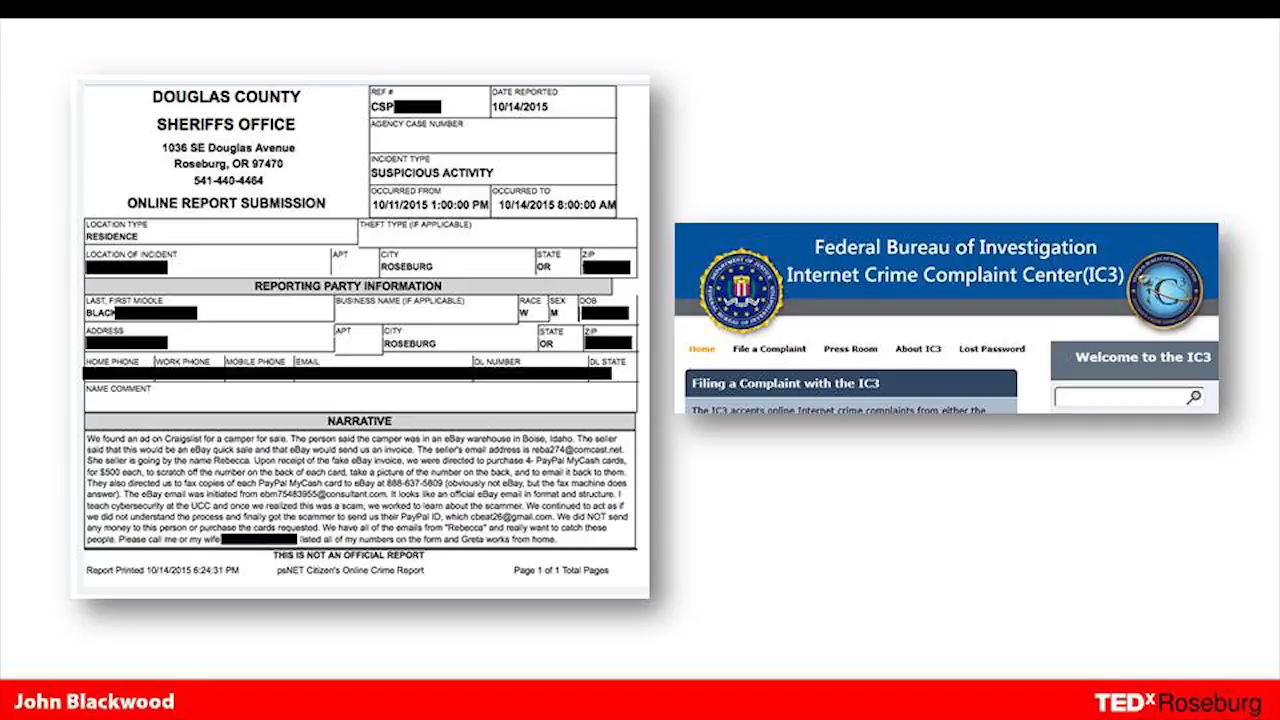 DOUGLAS COUNTY
SHERIFFS OFFICE
1036 SE Douglas Avenue
Roseburg, OR 97470
541-440-4464
ONLINE REPORT SUBMISSION
REF #
CSP
DATE REPORTED
10/14/2015
AGENCY CASE NUMBER
INCIDENT TYPE
SUSPICIOUS ACTIVITY
OCCURRED FROM
10/11/2015 1:00:00 PM
OCCURRED TO
10/14/2015 8:00:00 AM
LOCATION TYPE
RESIDENCE
THEFT TYPE (IF APPLICABLE)
LOCATION OF INCIDENT
APT
CITY
ROSEBURG
STATE
OR
ZIP
REPORTING PARTY INFORMATION
LAST, FIRST MIDDLE
BLACK
BUSINESS NAME (IF APPLICABLE)
RACE
W
SEX
M
DOB
ADDRESS
APT
CITY
ROSEBURG
STATE
OR
ZIP
HOME PHONE
WORK PHONE
MOBILE PHONE
EMAIL
DL NUMBER
DL STATE
NAME COMMENT
NARRATIVE
We found an ad on Craigslist for a camper for sale. The person said the camper was in an eBay warehouse in Boise, Idaho. The seller
said that this would be an eBay quick sale and that eBay would send us an invoice. The seller's email address is reba274@comcast.net.
She seller is going by the name Rebecca. Upon receipt of the fake eBay invoice, we were directed to purchase 4- PayPal MyCash cards,
for $500 each, to scratch off the number on the back of each card, take a picture of the number on the back, and to email it back to them.
They also directed us to fax copies of each PayPal MyCash card to eBay at 888-637-5809 (obviously not eBay, but the fax machine does
answer). The eBay email was initiated from ebm75483955@consultant.com. It looks like an official eBay email in format and structure. I
teach cybersecurity at the UCC and once we realized this was a scam, we worked to learn about the scammer. We continued to act as if
we did not understand the process and finally got the scammer to send us their PayPal ID, which cbeat26@gmail.com. We did NOT send
any money to this person or purchase the cards requested. We have all of the emails from "Rebecca" and really want to catch these
people. Please call me or my wife listed all of my numbers on the form and Greta works from home.
THIS IS NOT AN OFFICIAL REPORT
Report Printed 10/14/2015 6:24:31 PM
psNET Citizen's Online Crime Report
Page 1 of 1 Total Pages
Federal Bureau of Investigation
Internet Crime Complaint Center(IC3)
Home
File a Complaint
Press Room
About IC3
Lost Password
Filing a Complaint with the IC3
Welcome to the IC3
The IC3 accepts online Internet crime complaints from either the
John Blackwood
TEDxRoseburg